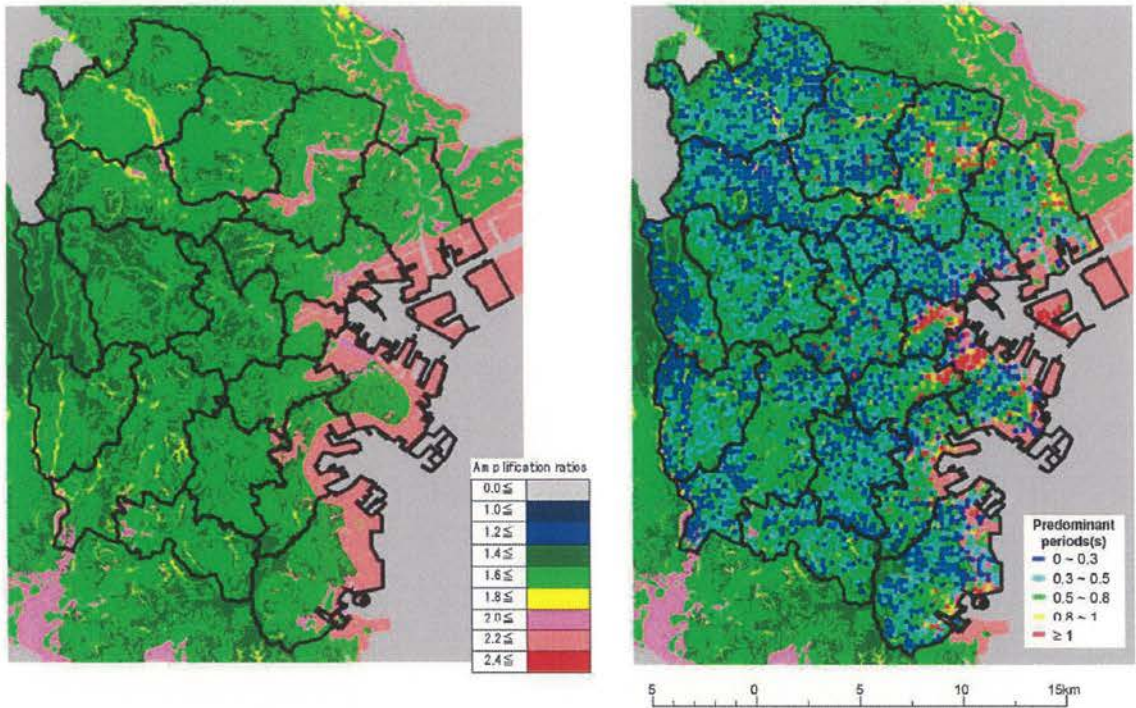 Amplification ratios
0.0≦
1.0≦
1.2≦
1.4≦
1.6≦
1.8≦
2.0≦
2.2≦
2.4≦
Predominant
periods(s)
0 ~ 0.3
0.3 ~ 0.5
0.5 ~ 0.8
0.8 ~ 1
≥ 1
5 0 5 10 15km